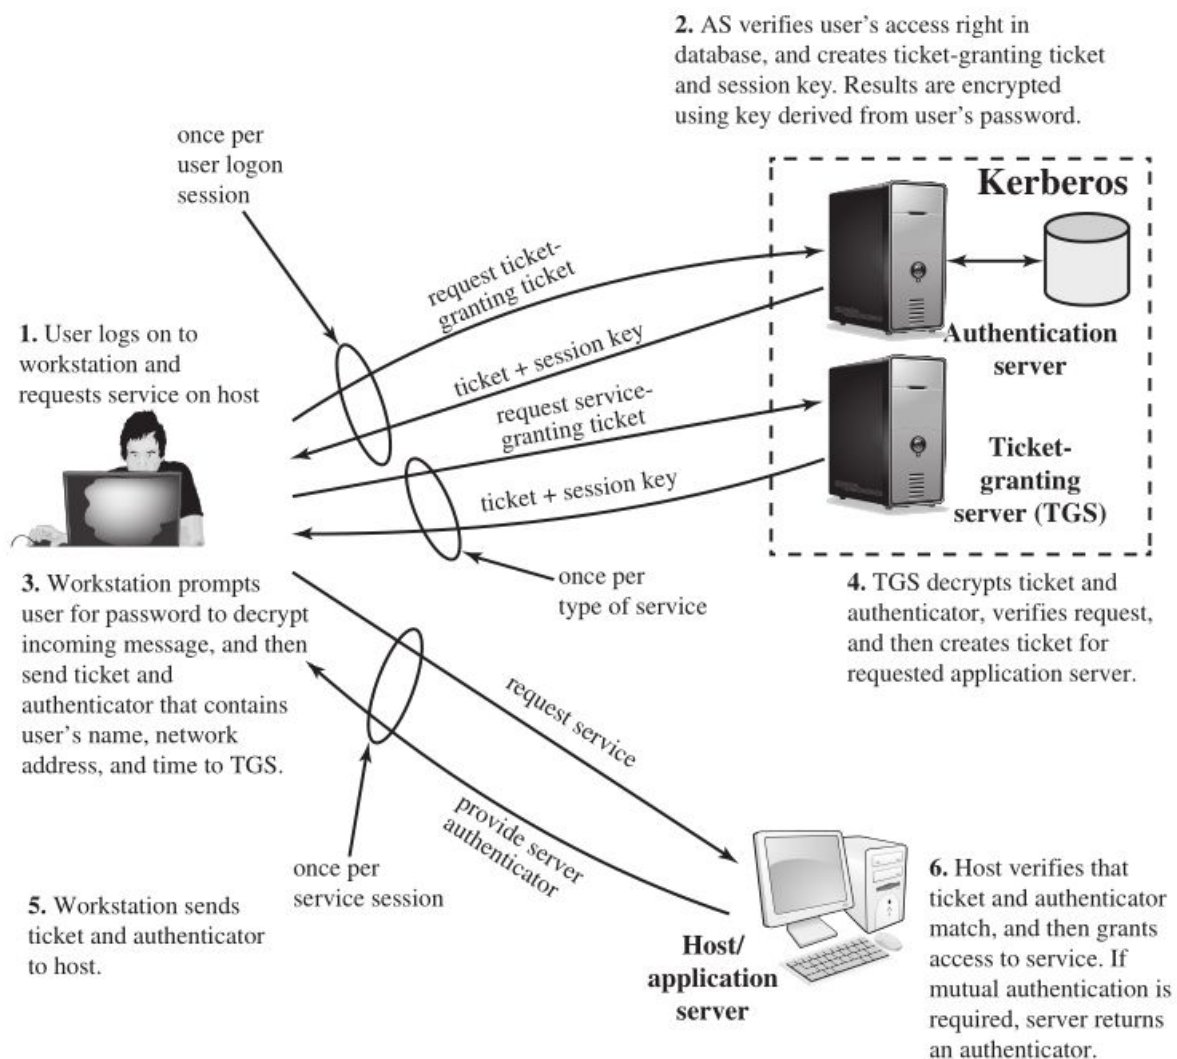 2. AS verifies user's access right in
database, and creates ticket-granting ticket
and session key. Results are encrypted
using key derived from user's password.
once per
user logon
session
Kerberos
request ticket-
granting ticket
1. User logs on to
workstation and
requests service on host
ticket + session key
Authentication
server
request service-
granting ticket
ticket + session key
Ticket-
granting
server (TGS)
once per
type of service
3. Workstation prompts
user for password to decrypt
incoming message, and then
send ticket and
authenticator that contains
user's name, network
address, and time to TGS.
4. TGS decrypts ticket and
authenticator, verifies request,
and then creates ticket for
requested application server.
request service
provide server
authenticator
once per
service session
5. Workstation sends
ticket and authenticator
to host.
Host/
application
server
6. Host verifies that
ticket and authenticator
match, and then grants
access to service. If
mutual authentication is
required, server returns
an authenticator.